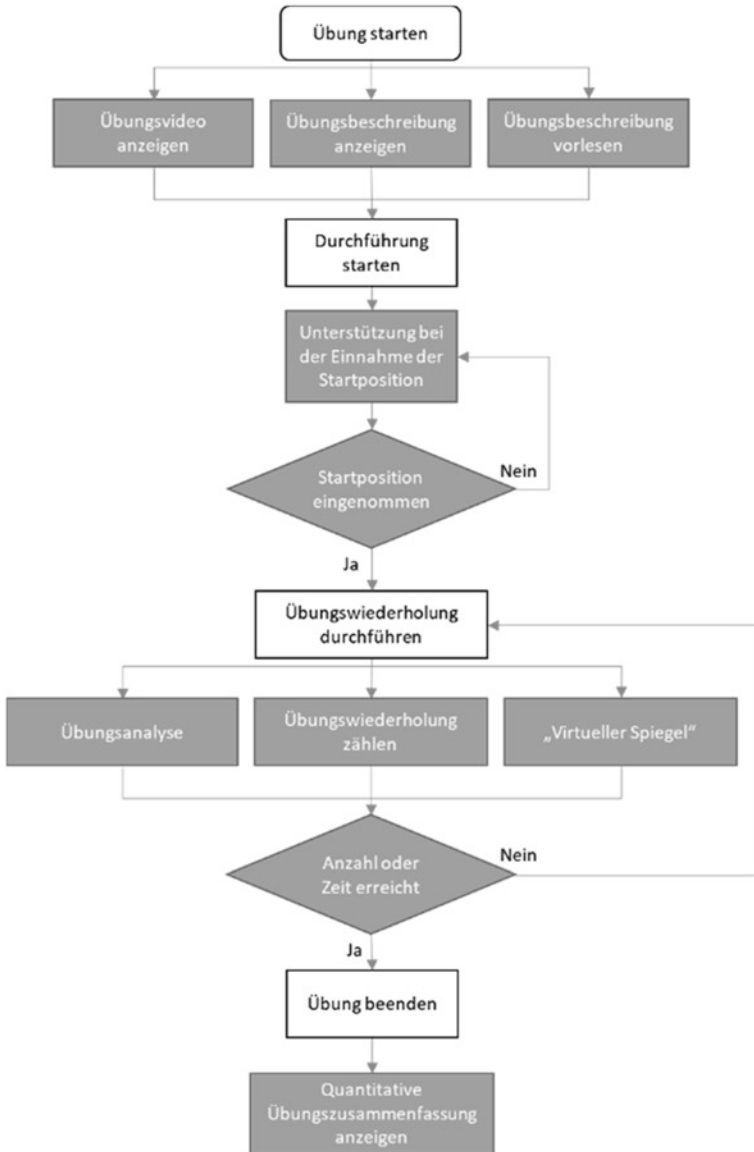 Übung starten
Übungsvideo
anzeigen
Übungsbeschreibung
anzeigen
Übungsbeschreibung
vorlesen
Durchführung
starten
Unterstützung bei
der Einnahme der
Startposition
Startposition
eingenommen
Nein
Ja
Übungswiederholung
durchführen
Übungsanalyse
Übungswiederholung
zählen
„Virtueller Spiegel“
Anzahl oder
Zeit erreicht
Nein
Ja
Übung beenden
Quantitative
Übungszusammenfassung
anzeigen